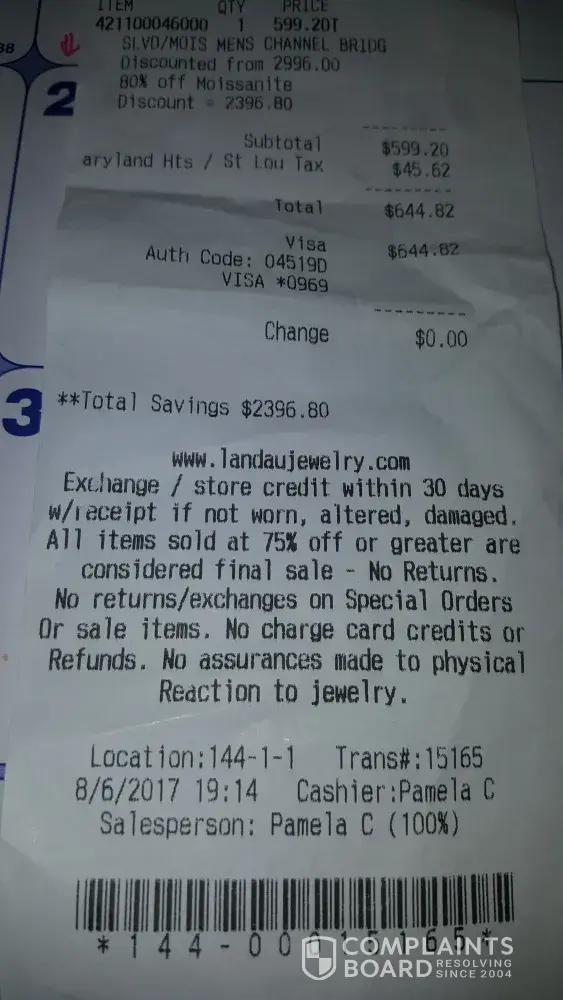 ITEM QTY PRICE
421100046000 1 599.20T
SLVD/MOIS MENS CHANNEL BRIDG
Discounted from 2996.00
80% off Moissanite
Discount = 2396.80
Subtotal $599.20
aryland Hts / St Lou Tax $45.62
Total $644.82
Visa $644.82
Auth Code: 04519D
VISA *0969
Change $0.00
**Total Savings $2396.80
www.landaujewelry.com
Exchange / store credit within 30 days
w/receipt if not worn, altered, damaged.
All items sold at 75% off or greater are
considered final sale - No Returns.
No returns/exchanges on Special Orders
Or sale items. No charge card credits or
Refunds. No assurances made to physical
Reaction to jewelry.
Location:144-1-1 Trans#:15165
8/6/2017 19:14 Cashier:Pamela C
Salesperson: Pamela C (100%)
*144-00015165*
2
3
38
COMPLAINTS
BOARD RESOLVING
SINCE 2004